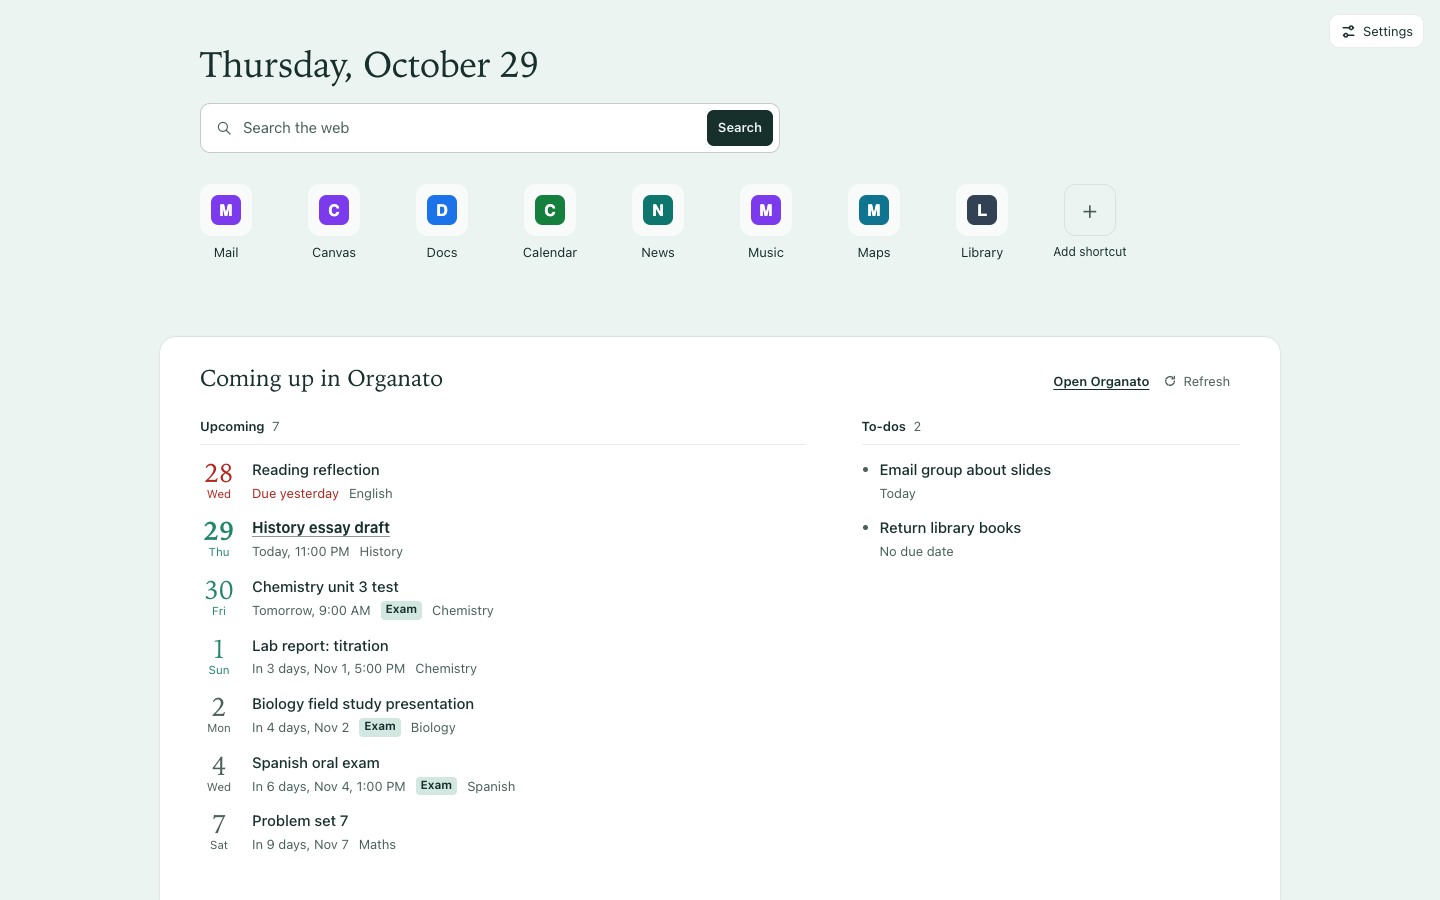 Settings
Thursday, October 29
Search the web
Search
M
C
D
C
N
M
M
L
Mail
Canvas
Docs
Calendar
News
Music
Maps
Library
Add shortcut
Coming up in Organato
Open Organato
Refresh
Upcoming 7
28 Reading reflection
Wed Due yesterday English
29 History essay draft
Thu Today, 11:00 PM History
30 Chemistry unit 3 test
Fri Tomorrow, 9:00 AM Exam Chemistry
1 Lab report: titration
Sun In 3 days, Nov 1, 5:00 PM Chemistry
2 Biology field study presentation
Mon In 4 days, Nov 2 Exam Biology
4 Spanish oral exam
Wed In 6 days, Nov 4, 1:00 PM Exam Spanish
7 Problem set 7
Sat In 9 days, Nov 7 Maths
To-dos 2
Email group about slides
Today
Return library books
No due date